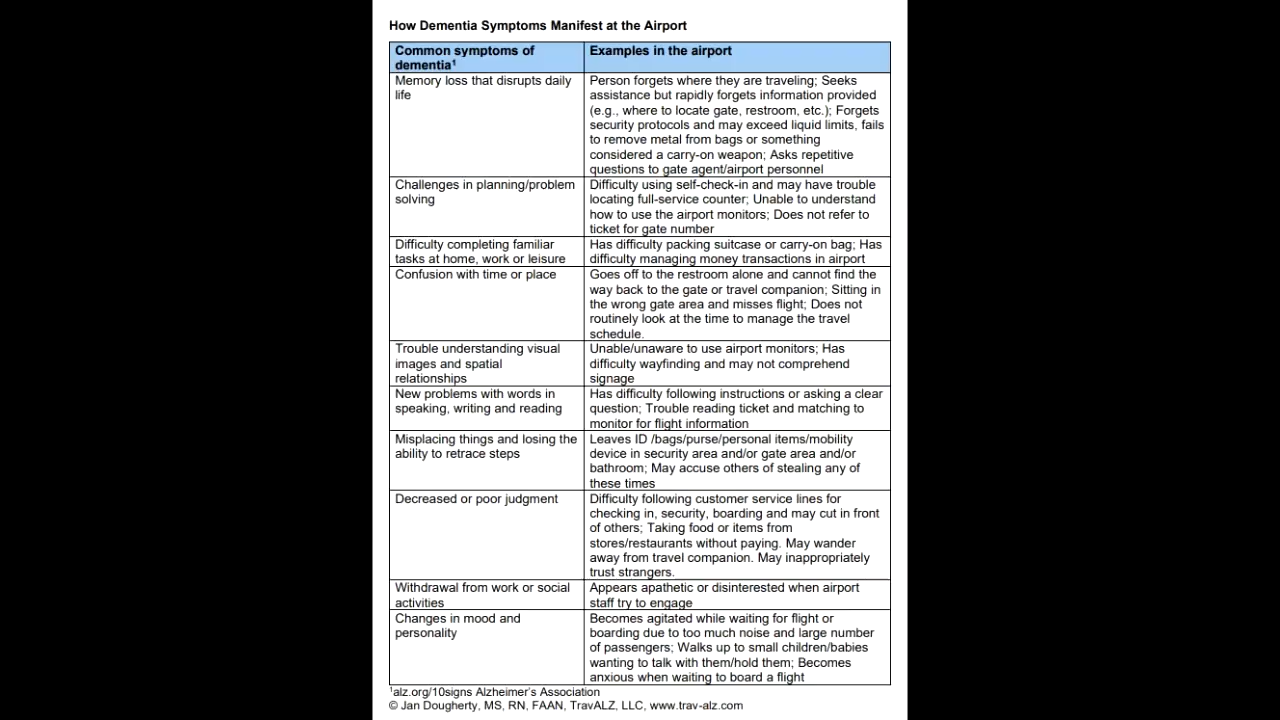 How Dementia Symptoms Manifest at the Airport
Common symptoms of
dementia¹
Examples in the airport
Memory loss that disrupts daily
life
Person forgets where they are traveling; Seeks
assistance but rapidly forgets information provided
(e.g., where to locate gate, restroom, etc.); Forgets
security protocols and may exceed liquid limits, fails
to remove metal from bags or something
considered a carry-on weapon; Asks repetitive
questions to gate agent/airport personnel
Challenges in planning/problem
solving
Difficulty using self-check-in and may have trouble
locating full-service counter; Unable to understand
how to use the airport monitors; Does not refer to
ticket for gate number
Difficulty completing familiar
tasks at home, work or leisure
Has difficulty packing suitcase or carry-on bag; Has
difficulty managing money transactions in airport
Confusion with time or place
Goes off to the restroom alone and cannot find the
way back to the gate or travel companion; Sitting in
the wrong gate area and misses flight; Does not
routinely look at the time to manage the travel
schedule.
Trouble understanding visual
images and spatial
relationships
Unable/unaware to use airport monitors; Has
difficulty wayfinding and may not comprehend
signage
New problems with words in
speaking, writing and reading
Has difficulty following instructions or asking a clear
question; Trouble reading ticket and matching to
monitor for flight information
Misplacing things and losing the
ability to retrace steps
Leaves ID /bags/purse/personal items/mobility
device in security area and/or gate area and/or
bathroom; May accuse others of stealing any of
these times
Decreased or poor judgment
Difficulty following customer service lines for
checking in, security, boarding and may cut in front
of others; Taking food or items from
stores/restaurants without paying. May wander
away from travel companion. May inappropriately
trust strangers.
Withdrawal from work or social
activities
Appears apathetic or disinterested when airport
staff try to engage
Changes in mood and
personality
Becomes agitated while waiting for flight or
boarding due to too much noise and large number
of passengers; Walks up to small children/babies
wanting to talk with them/hold them; Becomes
anxious when waiting to board a flight
¹alz.org/10signs Alzheimer's Association
© Jan Dougherty, MS, RN, FAAN, TravALZ, LLC, www.trav-alz.com